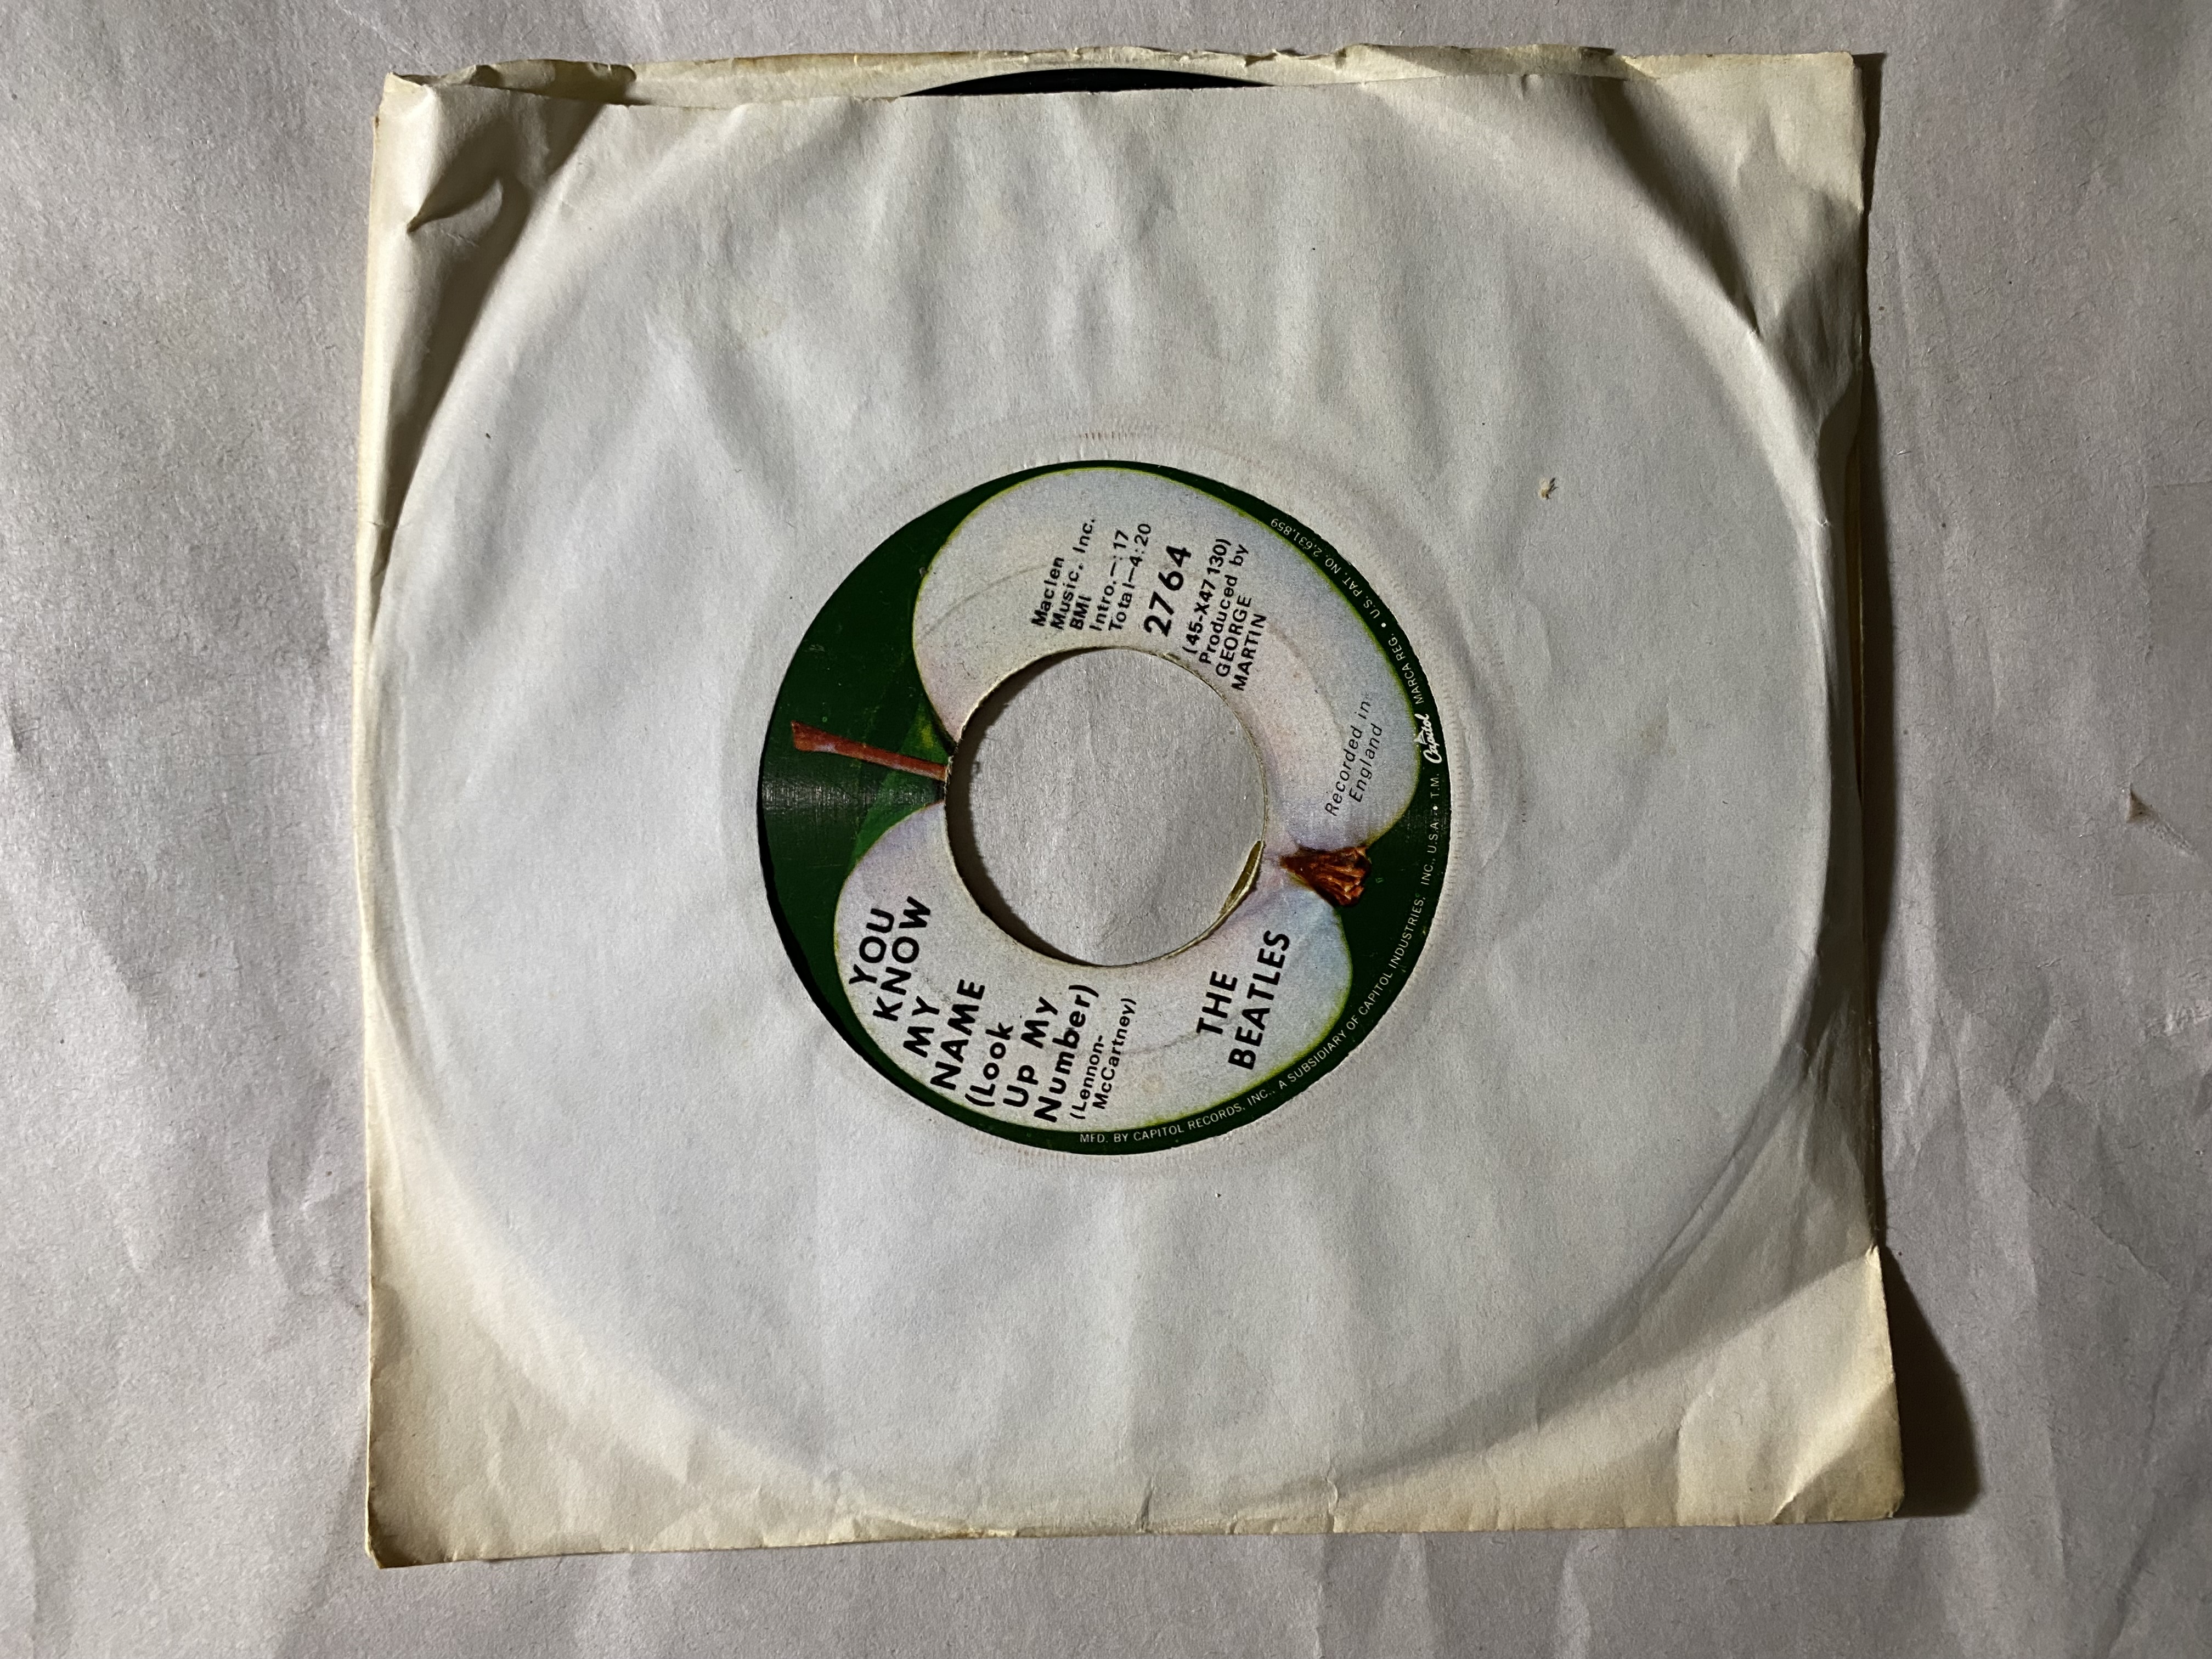 YOU
KNOW
MY
NAME
(Look
Up My
Number)
(Lennon-
McCartney)
THE
BEATLES
Maclen
Music, Inc.
BMI
Intro.—:17
Total—4:20
2764
(45-X47130)
Produced by
GEORGE
MARTIN
Recorded in
England
MFD. BY CAPITOL RECORDS, INC., A SUBSIDIARY OF CAPITOL INDUSTRIES, INC., U.S.A. • T.M. Capitol MARCA REG. • U.S. PAT. NO. 2,631,859